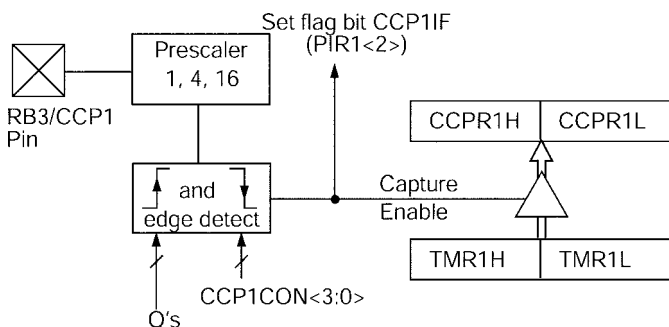 Set flag bit CCP1IF
(PIR1<2>)
Prescaler
1, 4, 16
RB3/CCP1
Pin
CCPR1H
CCPR1L
and
edge detect
Capture
Enable
TMR1H
TMR1L
CCP1CON<3:0>
Q's